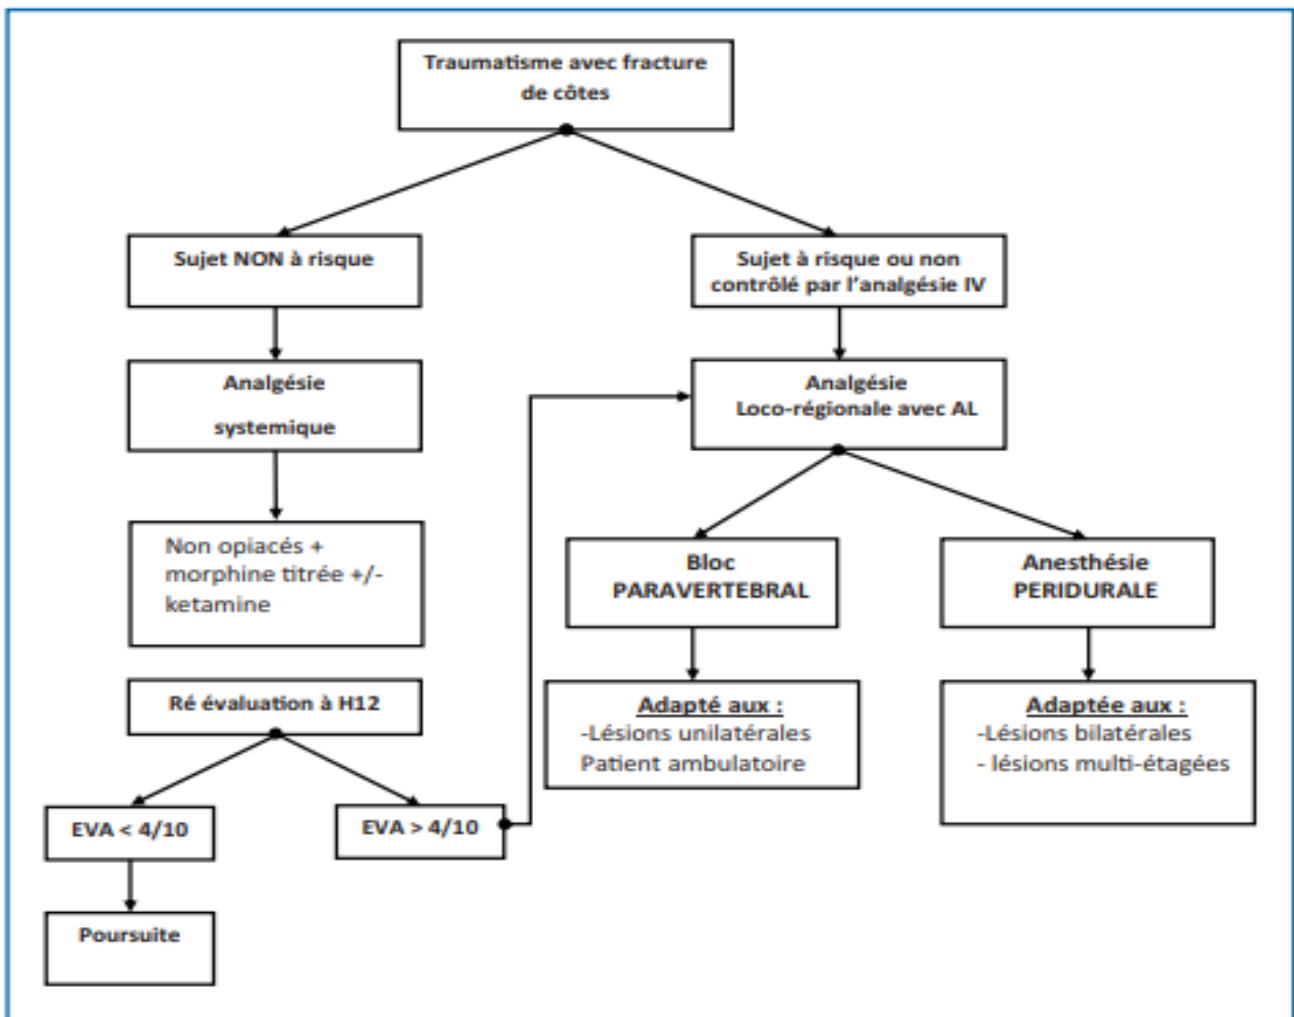 Traumatisme avec fracture
de côtes
Sujet NON à risque
Sujet à risque ou non
contrôlé par l'analgésie IV
Analgésie
systemique
Analgésie
Loco-régionale avec AL
Non opiacés +
morphine titrée +/-
ketamine
Bloc
PARAVERTEBRAL
Anesthésie
PERIDURALE
Ré évaluation à H12
Adapté aux :
-Lésions unilatérales
Patient ambulatoire
Adaptée aux :
-Lésions bilatérales
- lésions multi-étagées
EVA < 4/10
EVA > 4/10
Poursuite